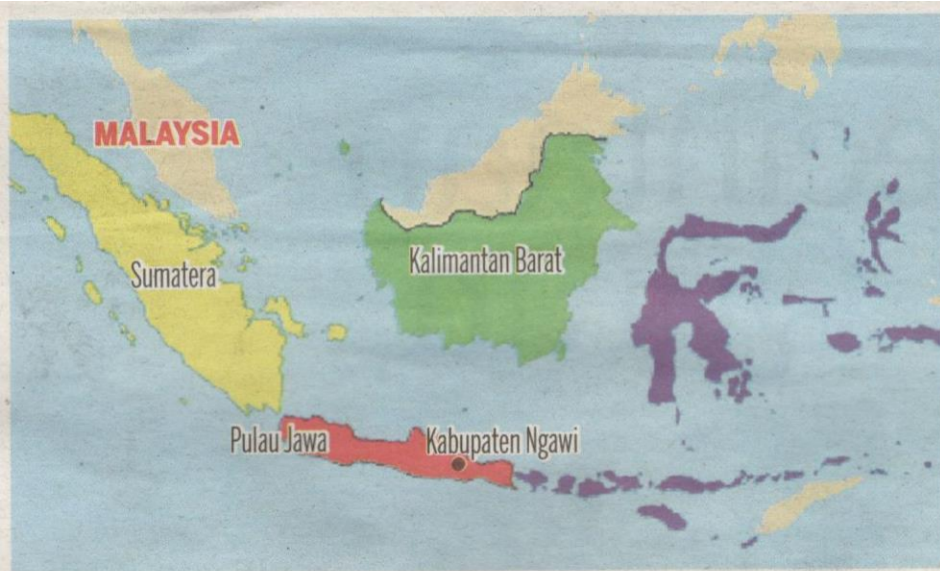 MALAYSIA
Kalimantan Barat
Sumatera
Pulau Jawa
Kabupaten Ngawi